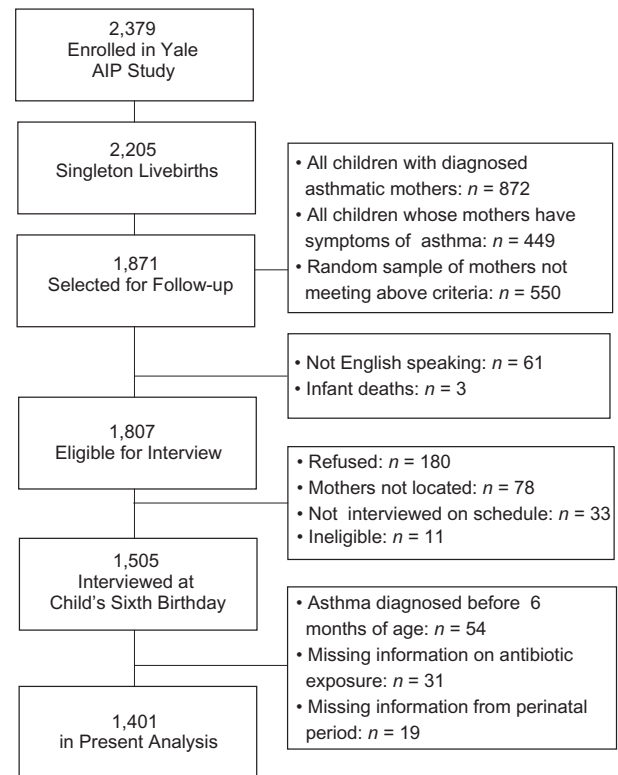 2,379
Enrolled in Yale
AIP Study
2,205
Singleton Livebirths
• All children with diagnosed
asthmatic mothers: n = 872
• All children whose mothers have
symptoms of asthma: n = 449
• Random sample of mothers not
meeting above criteria: n = 550
1,871
Selected for Follow-up
• Not English speaking: n = 61
• Infant deaths: n = 3
1,807
Eligible for Interview
• Refused: n = 180
• Mothers not located: n = 78
• Not interviewed on schedule: n = 33
• Ineligible: n = 11
1,505
Interviewed at
Child's Sixth Birthday
• Asthma diagnosed before 6
months of age: n = 54
• Missing information on antibiotic
exposure: n = 31
• Missing information from perinatal
period: n = 19
1,401
in Present Analysis